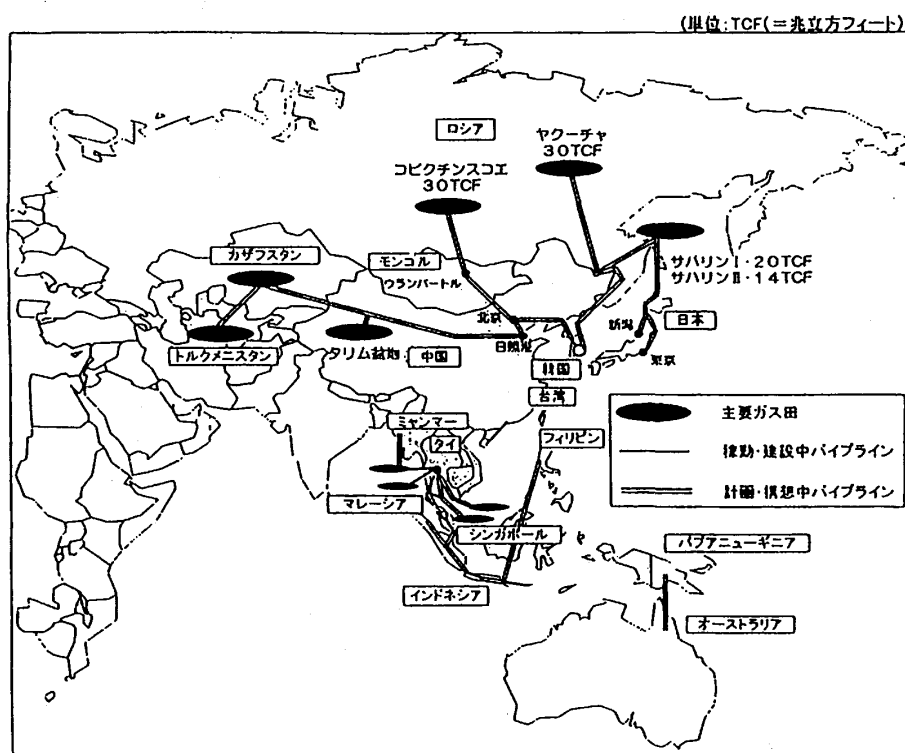 (単位:TCF(=兆立方フィート)
ロシア
ヤクーチャ
30TCF
コビクチンスコエ
30TCF
カザフスタン
モンゴル
ウランバートル
サハリンⅠ・20TCF
サハリンⅡ・14TCF
北京
新潟
日本
トルクメニスタン
タリム盆地
中国
日照港
韓国
東京
台湾
ミャンマー
フィリピン
タイ
主要ガス田
稼動・建設中パイプライン
計画・構想中パイプライン
マレーシア
シンガポール
パプアニューギニア
インドネシア
オーストラリア